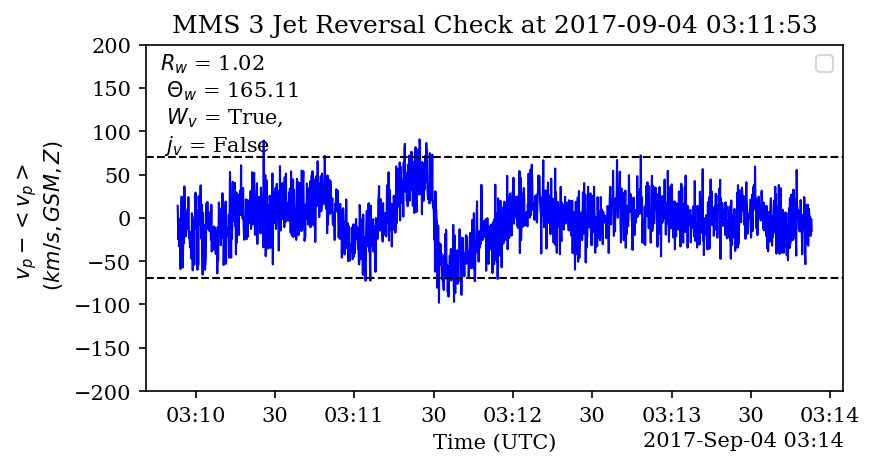 MMS 3 Jet Reversal Check at 2017-09-04 03:11:53
200
150
100
50
0
−50
−100
−150
−200
v_p − < v_p >
(km/s, GSM, Z)
R_w = 1.02
Θ_w = 165.11
W_v = True,
j_v = False
03:10 30 03:11 30 03:12 30 03:13 30 03:14
Time (UTC)
2017-Sep-04 03:14